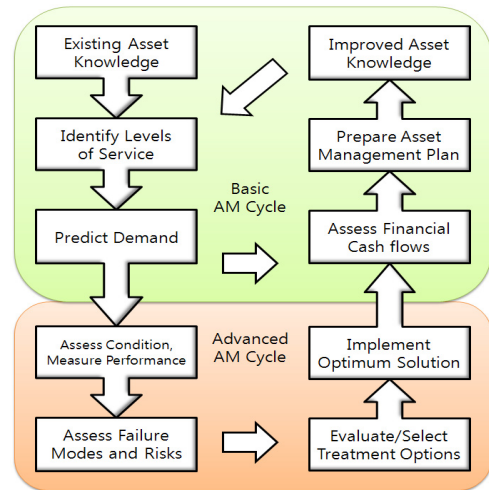 Existing Asset
Knowledge
Identify Levels
of Service
Predict Demand
Assess Condition,
Measure Performance
Assess Failure
Modes and Risks
Basic
AM Cycle
Advanced
AM Cycle
Improved Asset
Knowledge
Prepare Asset
Management Plan
Assess Financial
Cash flows
Implement
Optimum Solution
Evaluate/Select
Treatment Options